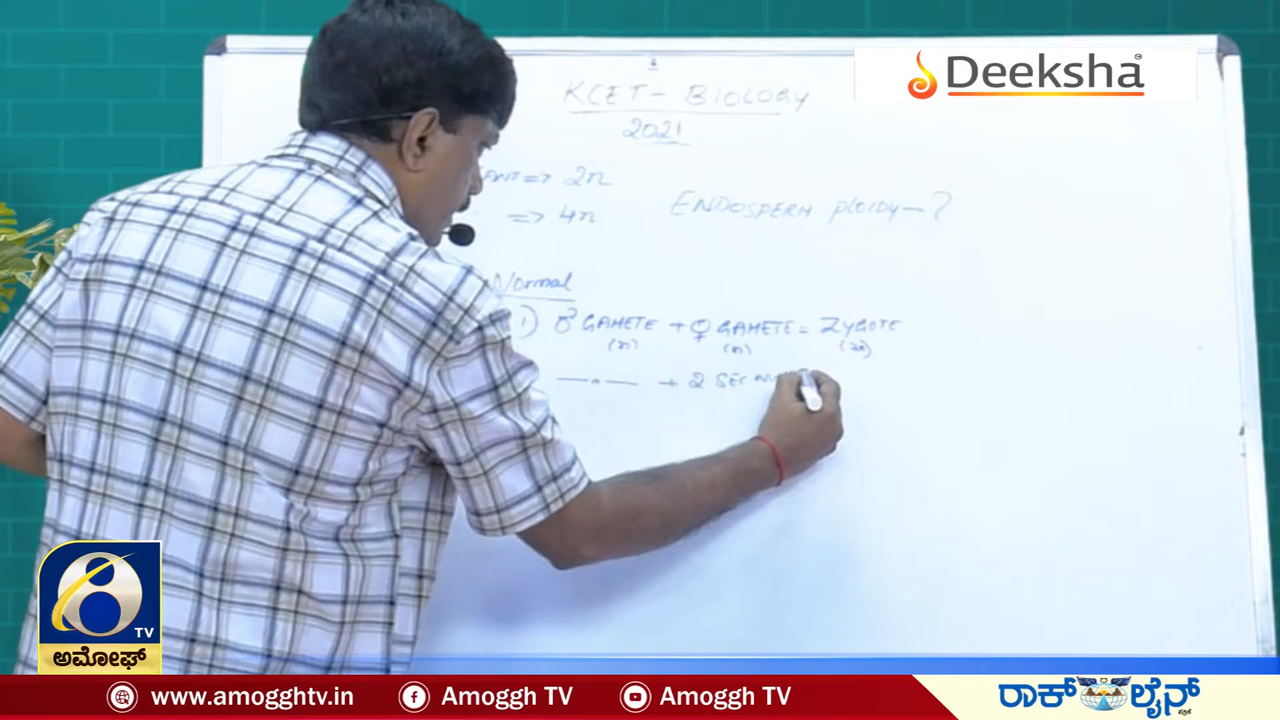 Deeksha
KCET - BIOLOGY
2021
=> 2n
=> 4n
ENDOSPERM PLOIDY - ?
Normal
1) ♂ GAMETE + ♀ GAMETE = ZYGOTE
(n) (n) (2n)
—〃— + 2 SEC
8
TV
ಅಮೋಘ್
www.amogghtv.in
Amoggh TV
Amoggh TV
ರಾಕ್ ಲೈನ್